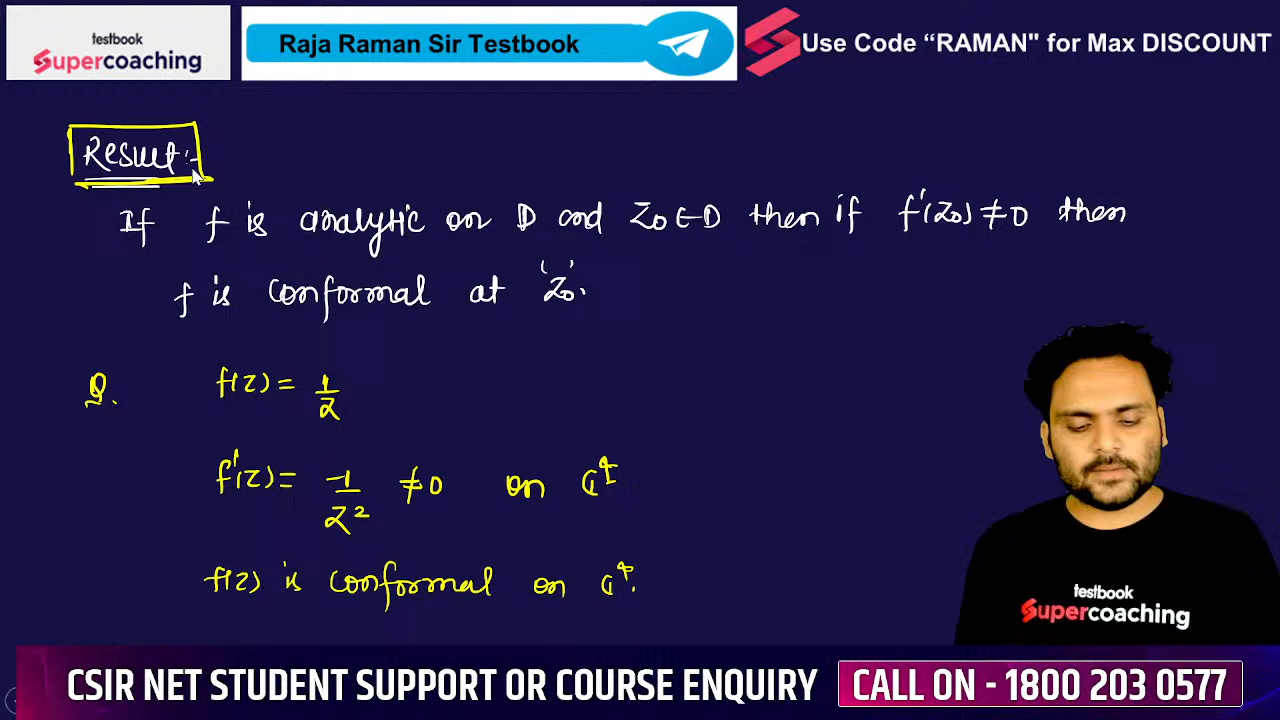 testbook
Supercoaching
Raja Raman Sir Testbook
Use Code “RAMAN" for Max DISCOUNT
Result:-
If f is analytic on D and Z₀ ∈ D then if f'(Z₀) ≠ 0 then
f is conformal at 'Z₀'.
Q. f(z) = 1/z
f'(z) = -1/z² ≠ 0 on ℂ*
f(z) is conformal on ℂ*.
testbook
Supercoaching
CSIR NET STUDENT SUPPORT OR COURSE ENQUIRY
CALL ON - 1800 203 0577